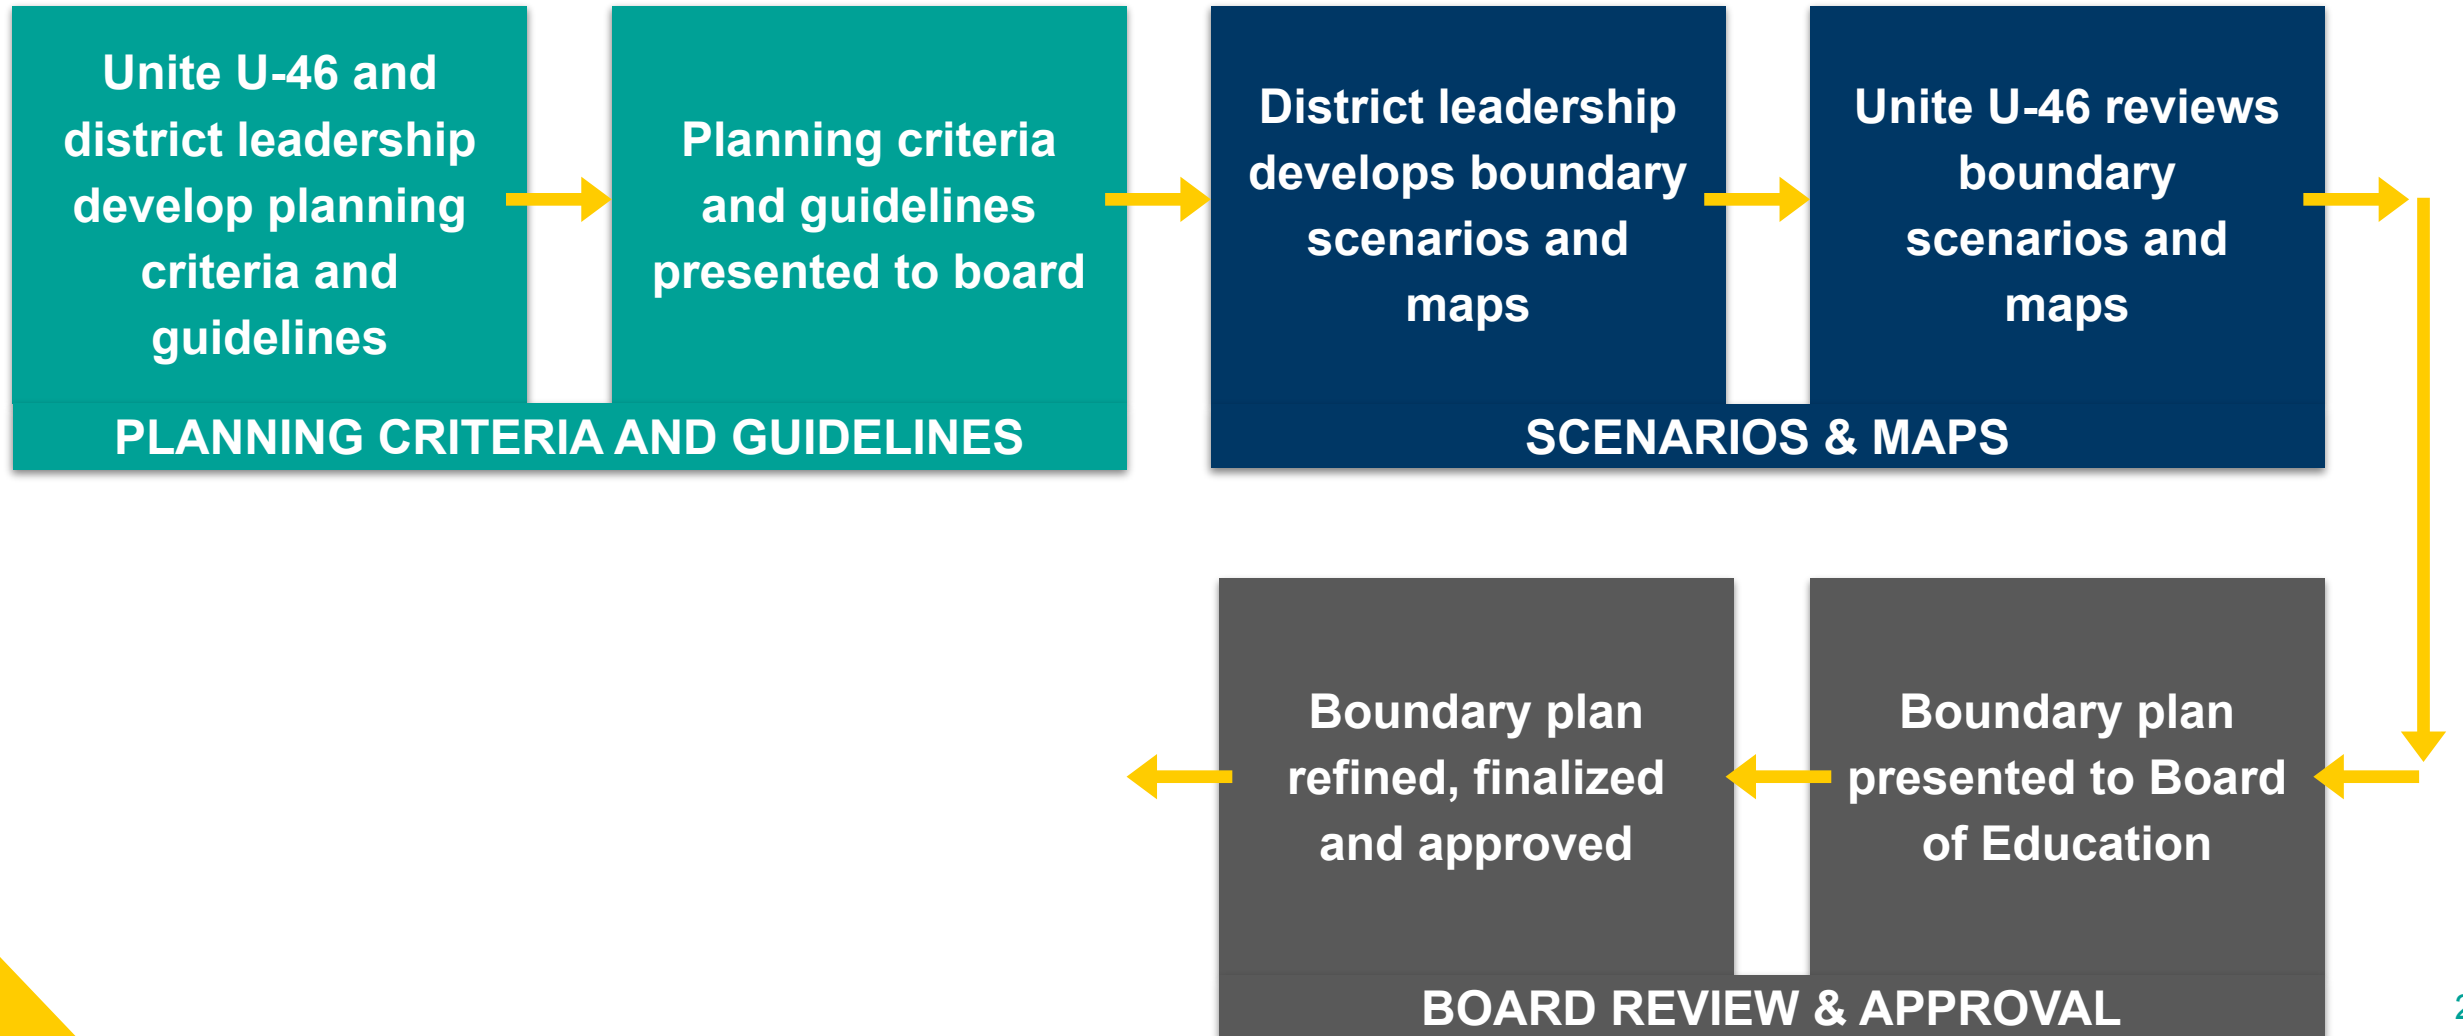 Unite U-46 and
district leadership
develop planning
criteria and
guidelines
Planning criteria
and guidelines
presented to board
PLANNING CRITERIA AND GUIDELINES
District leadership
develops boundary
scenarios and
maps
Unite U-46 reviews
boundary
scenarios and
maps
SCENARIOS & MAPS
Boundary plan
presented to Board
of Education
Boundary plan
refined, finalized
and approved
BOARD REVIEW & APPROVAL